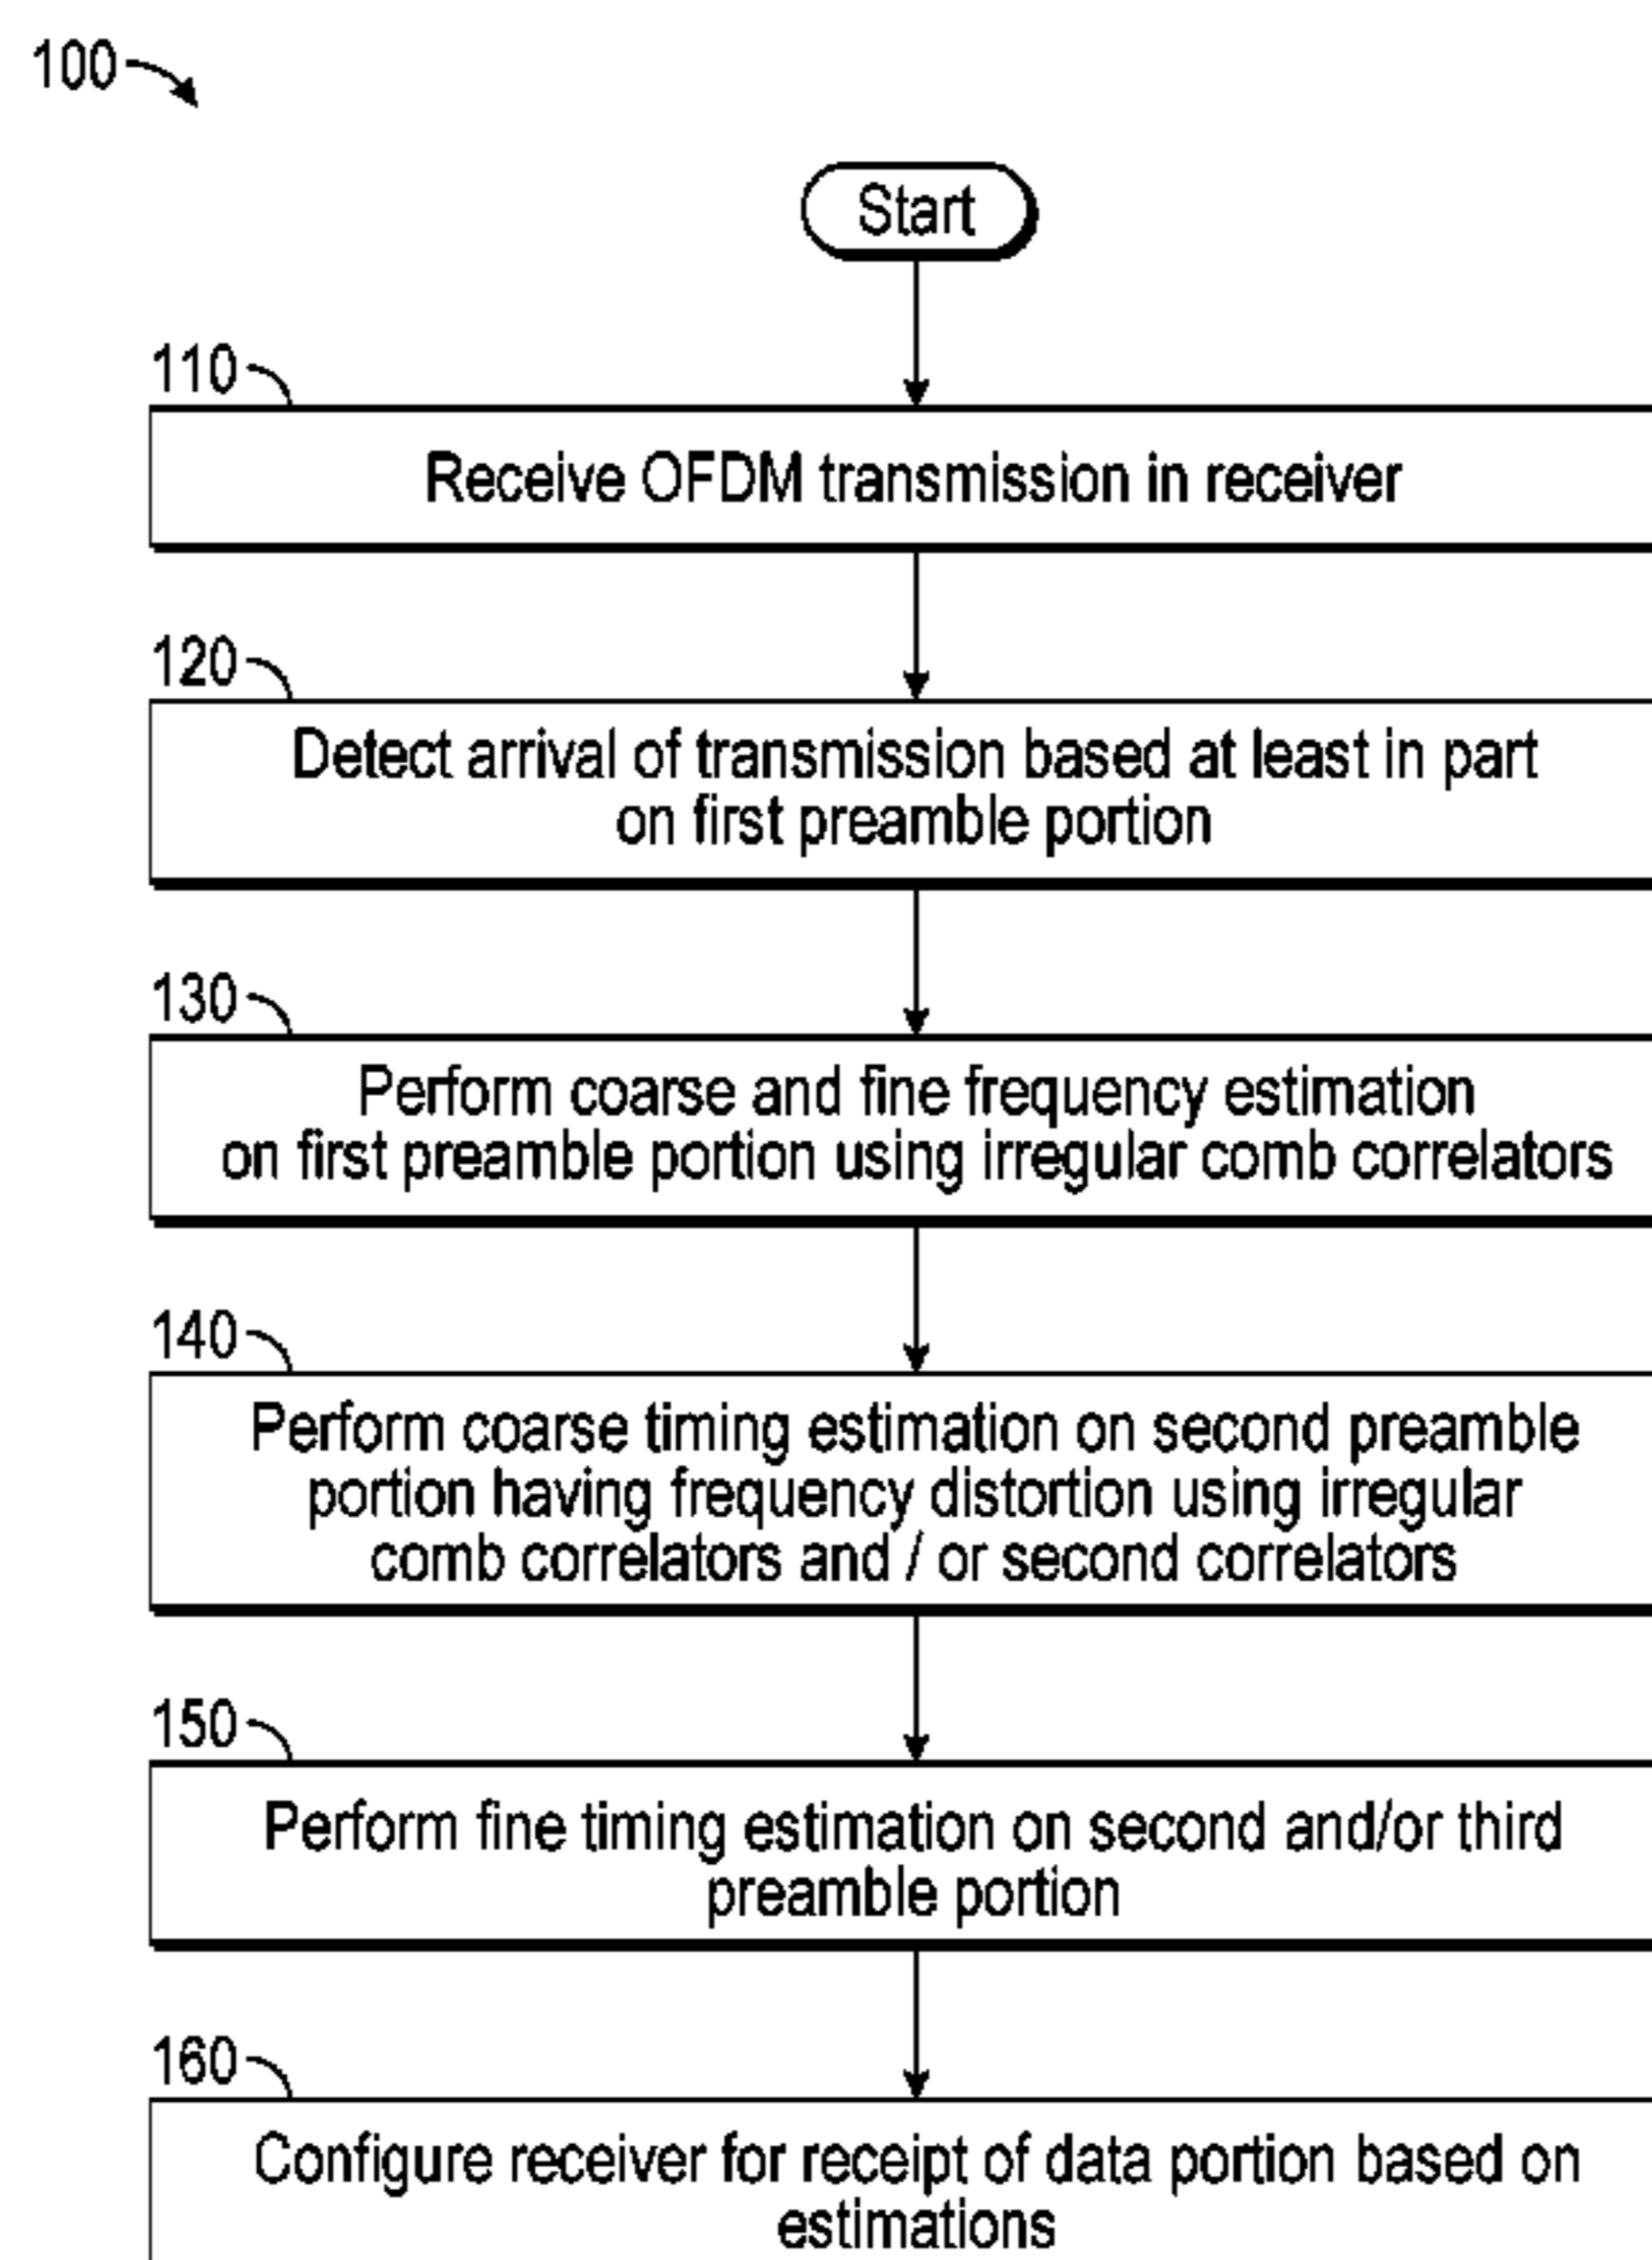 100
Start
110
Receive OFDM transmission in receiver
120
Detect arrival of transmission based at least in part
on first preamble portion
130
Perform coarse and fine frequency estimation
on first preamble portion using irregular comb correlators
140
Perform coarse timing estimation on second preamble
portion having frequency distortion using irregular
comb correlators and / or second correlators
150
Perform fine timing estimation on second and/or third
preamble portion
160
Configure receiver for receipt of data portion based on
estimations